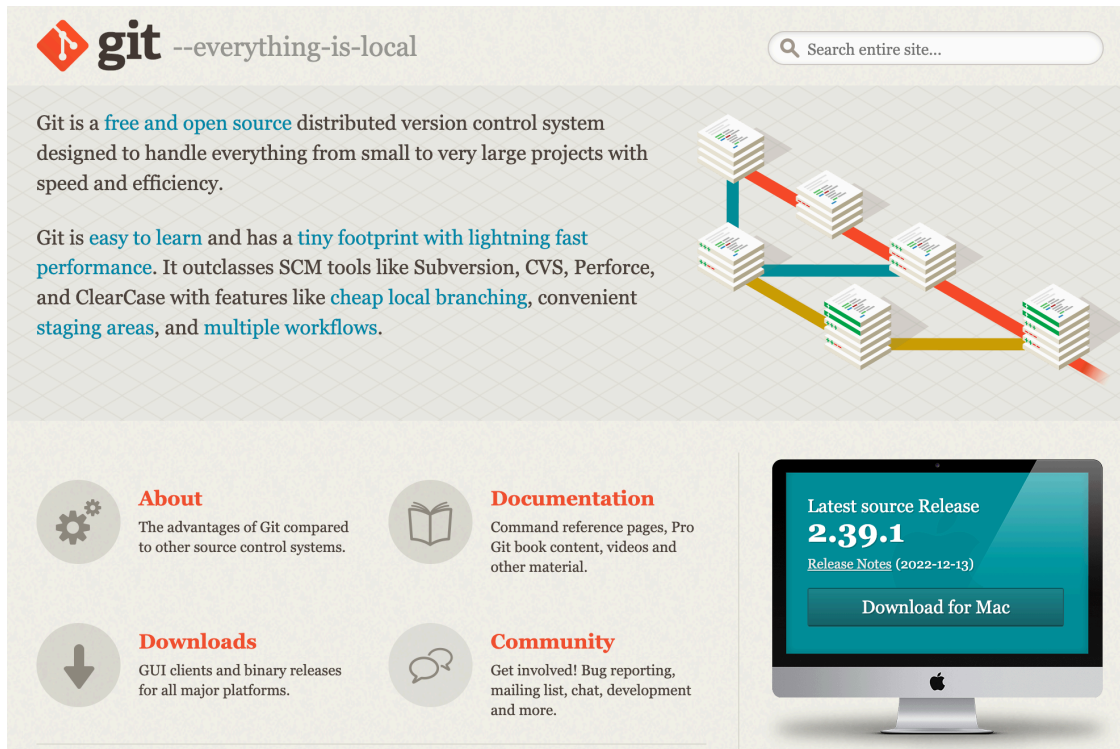 git --everything-is-local
Search entire site...
Git is a free and open source distributed version control system
designed to handle everything from small to very large projects with
speed and efficiency.
Git is easy to learn and has a tiny footprint with lightning fast
performance. It outclasses SCM tools like Subversion, CVS, Perforce,
and ClearCase with features like cheap local branching, convenient
staging areas, and multiple workflows.
About
The advantages of Git compared
to other source control systems.
Documentation
Command reference pages, Pro
Git book content, videos and
other material.
Downloads
GUI clients and binary releases
for all major platforms.
Community
Get involved! Bug reporting,
mailing list, chat, development
and more.
Latest source Release
2.39.1
Release Notes (2022-12-13)
Download for Mac